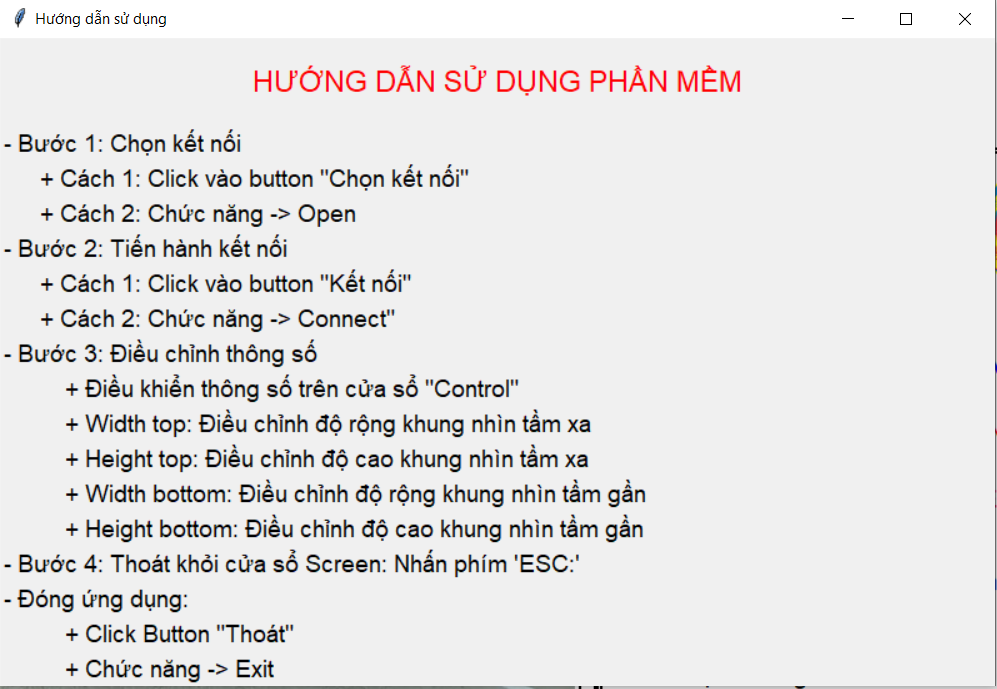 Hướng dẫn sử dụng
HƯỚNG DẪN SỬ DỤNG PHẦN MỀM
- Bước 1: Chọn kết nối
+ Cách 1: Click vào button "Chọn kết nối"
+ Cách 2: Chức năng -> Open
- Bước 2: Tiến hành kết nối
+ Cách 1: Click vào button "Kết nối"
+ Cách 2: Chức năng -> Connect"
- Bước 3: Điều chỉnh thông số
+ Điều khiển thông số trên cửa sổ "Control"
+ Width top: Điều chỉnh độ rộng khung nhìn tầm xa
+ Height top: Điều chỉnh độ cao khung nhìn tầm xa
+ Width bottom: Điều chỉnh độ rộng khung nhìn tầm gần
+ Height bottom: Điều chỉnh độ cao khung nhìn tầm gần
- Bước 4: Thoát khỏi cửa sổ Screen: Nhấn phím 'ESC:'
- Đóng ứng dụng:
+ Click Button "Thoát"
+ Chức năng -> Exit